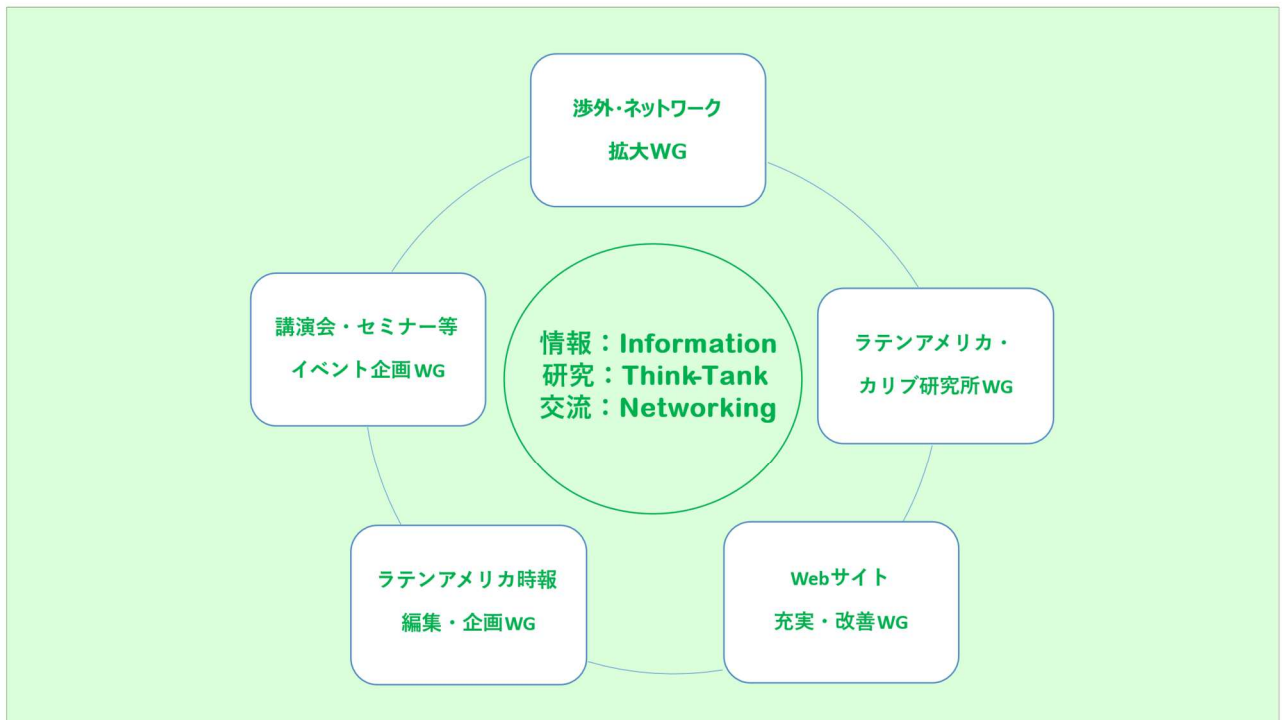 渉外・ネットワーク
拡大WG
講演会・セミナー等
イベント企画WG
情報：Information
研究：Think-Tank
交流：Networking
ラテンアメリカ・
カリブ研究所WG
ラテンアメリカ時報
編集・企画WG
Webサイト
充実・改善WG